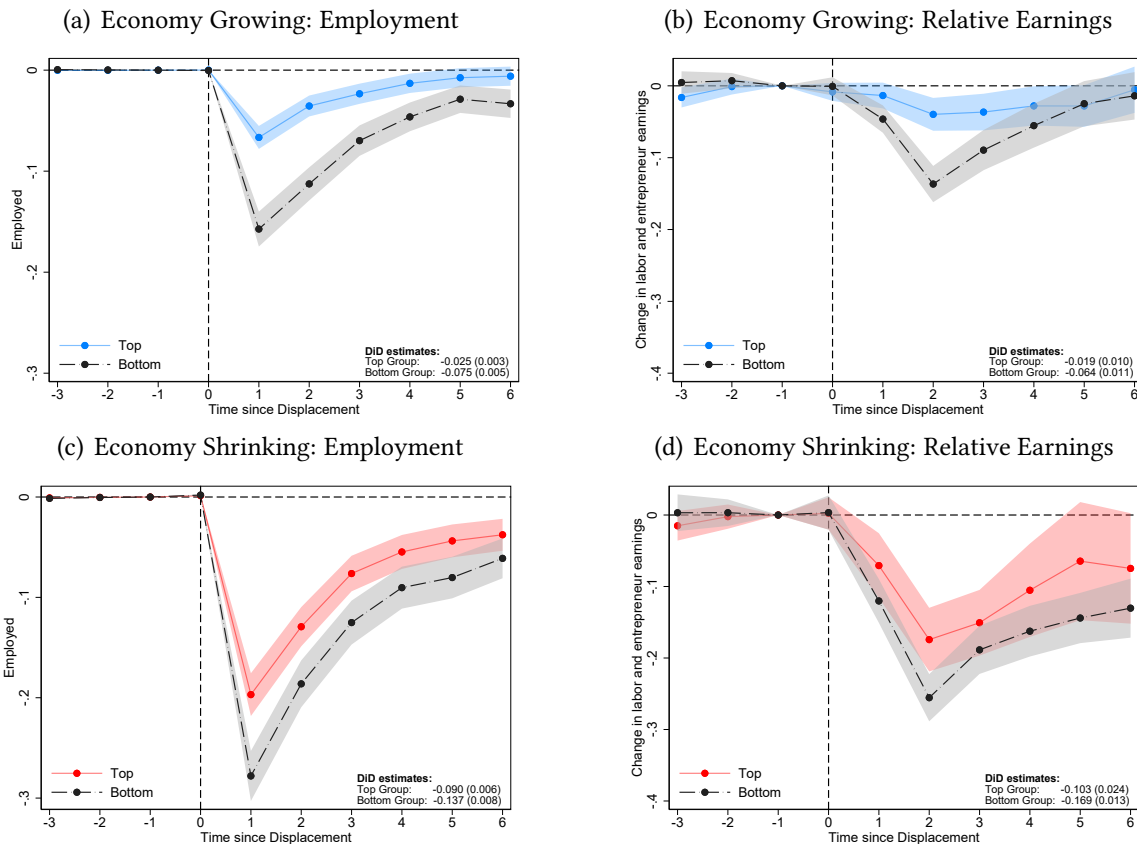 (a) Economy Growing: Employment
0
-.1
-.2
-.3
Employed
Top
Bottom
DiD estimates:
Top Group: -0.025 (0.003)
Bottom Group: -0.075 (0.005)
-3 -2 -1 0 1 2 3 4 5 6
Time since Displacement
(b) Economy Growing: Relative Earnings
0
-.1
-.2
-.3
-.4
Change in labor and entrepreneur earnings
Top
Bottom
DiD estimates:
Top Group: -0.019 (0.010)
Bottom Group: -0.064 (0.011)
-3 -2 -1 0 1 2 3 4 5 6
Time since Displacement
(c) Economy Shrinking: Employment
0
-.1
-.2
-.3
Employed
Top
Bottom
DiD estimates:
Top Group: -0.090 (0.006)
Bottom Group: -0.137 (0.008)
-3 -2 -1 0 1 2 3 4 5 6
Time since Displacement
(d) Economy Shrinking: Relative Earnings
0
-.1
-.2
-.3
-.4
Change in labor and entrepreneur earnings
Top
Bottom
DiD estimates:
Top Group: -0.103 (0.024)
Bottom Group: -0.169 (0.013)
-3 -2 -1 0 1 2 3 4 5 6
Time since Displacement